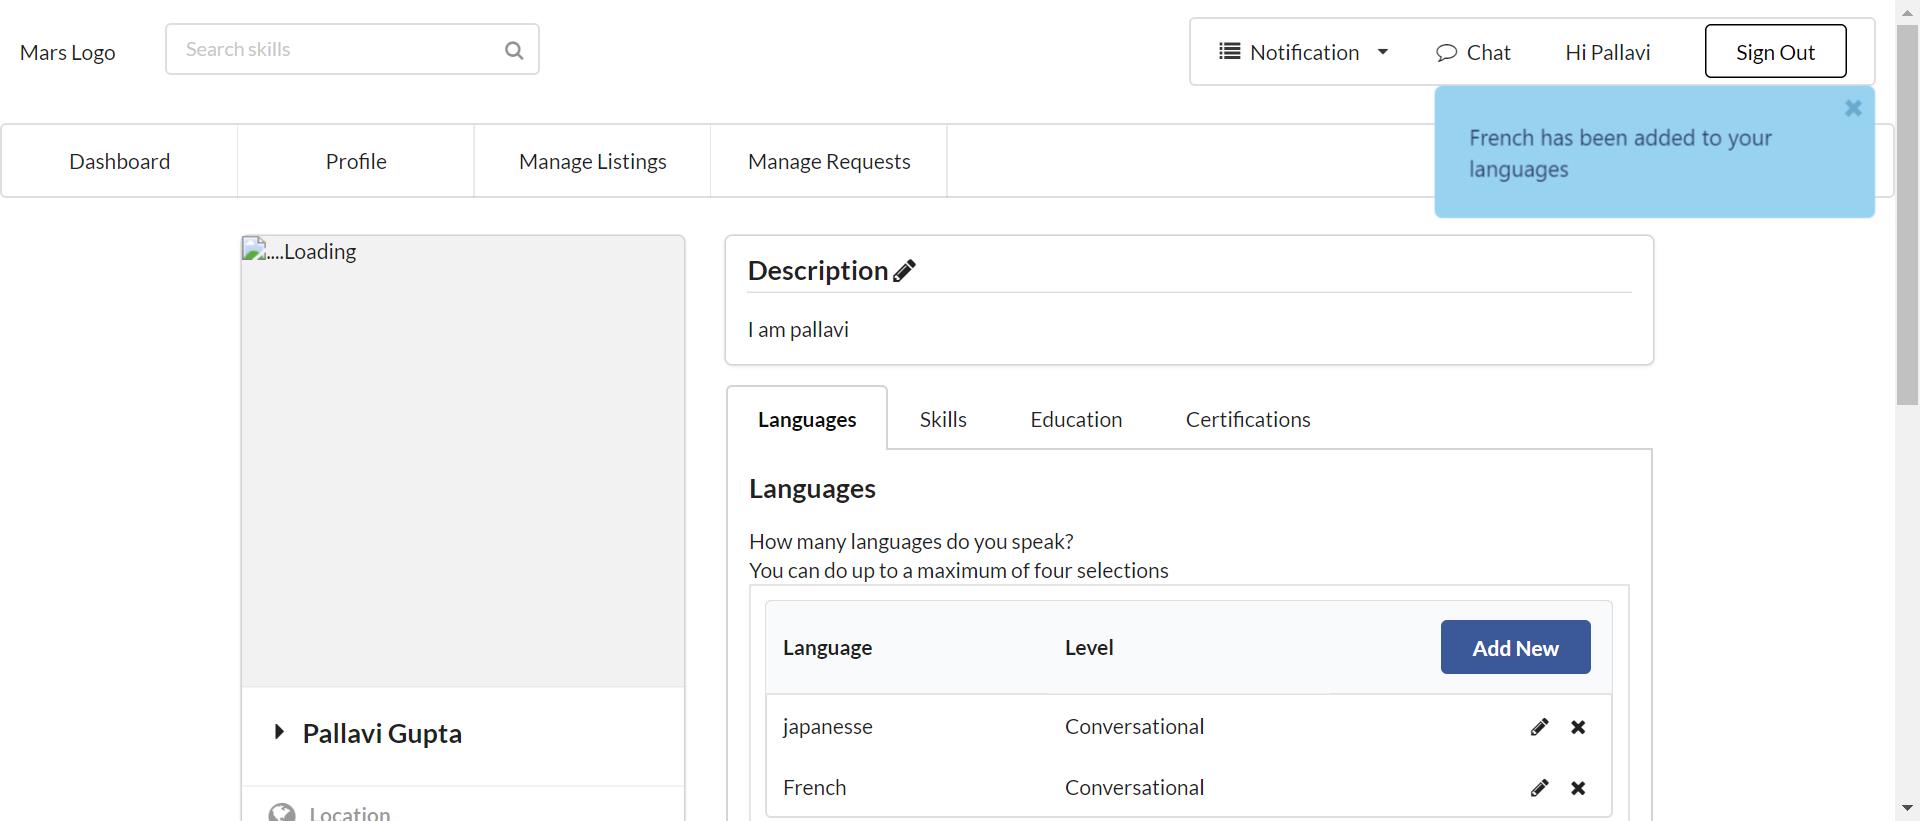 Mars Logo
Search skills
Notification
Chat
Hi Pallavi
Sign Out
French has been added to your
languages
Dashboard
Profile
Manage Listings
Manage Requests
....Loading
Description
I am pallavi
Languages
Skills
Education
Certifications
Languages
How many languages do you speak?
You can do up to a maximum of four selections
Language
Level
Add New
japanesse
Conversational
French
Conversational
Pallavi Gupta
Location